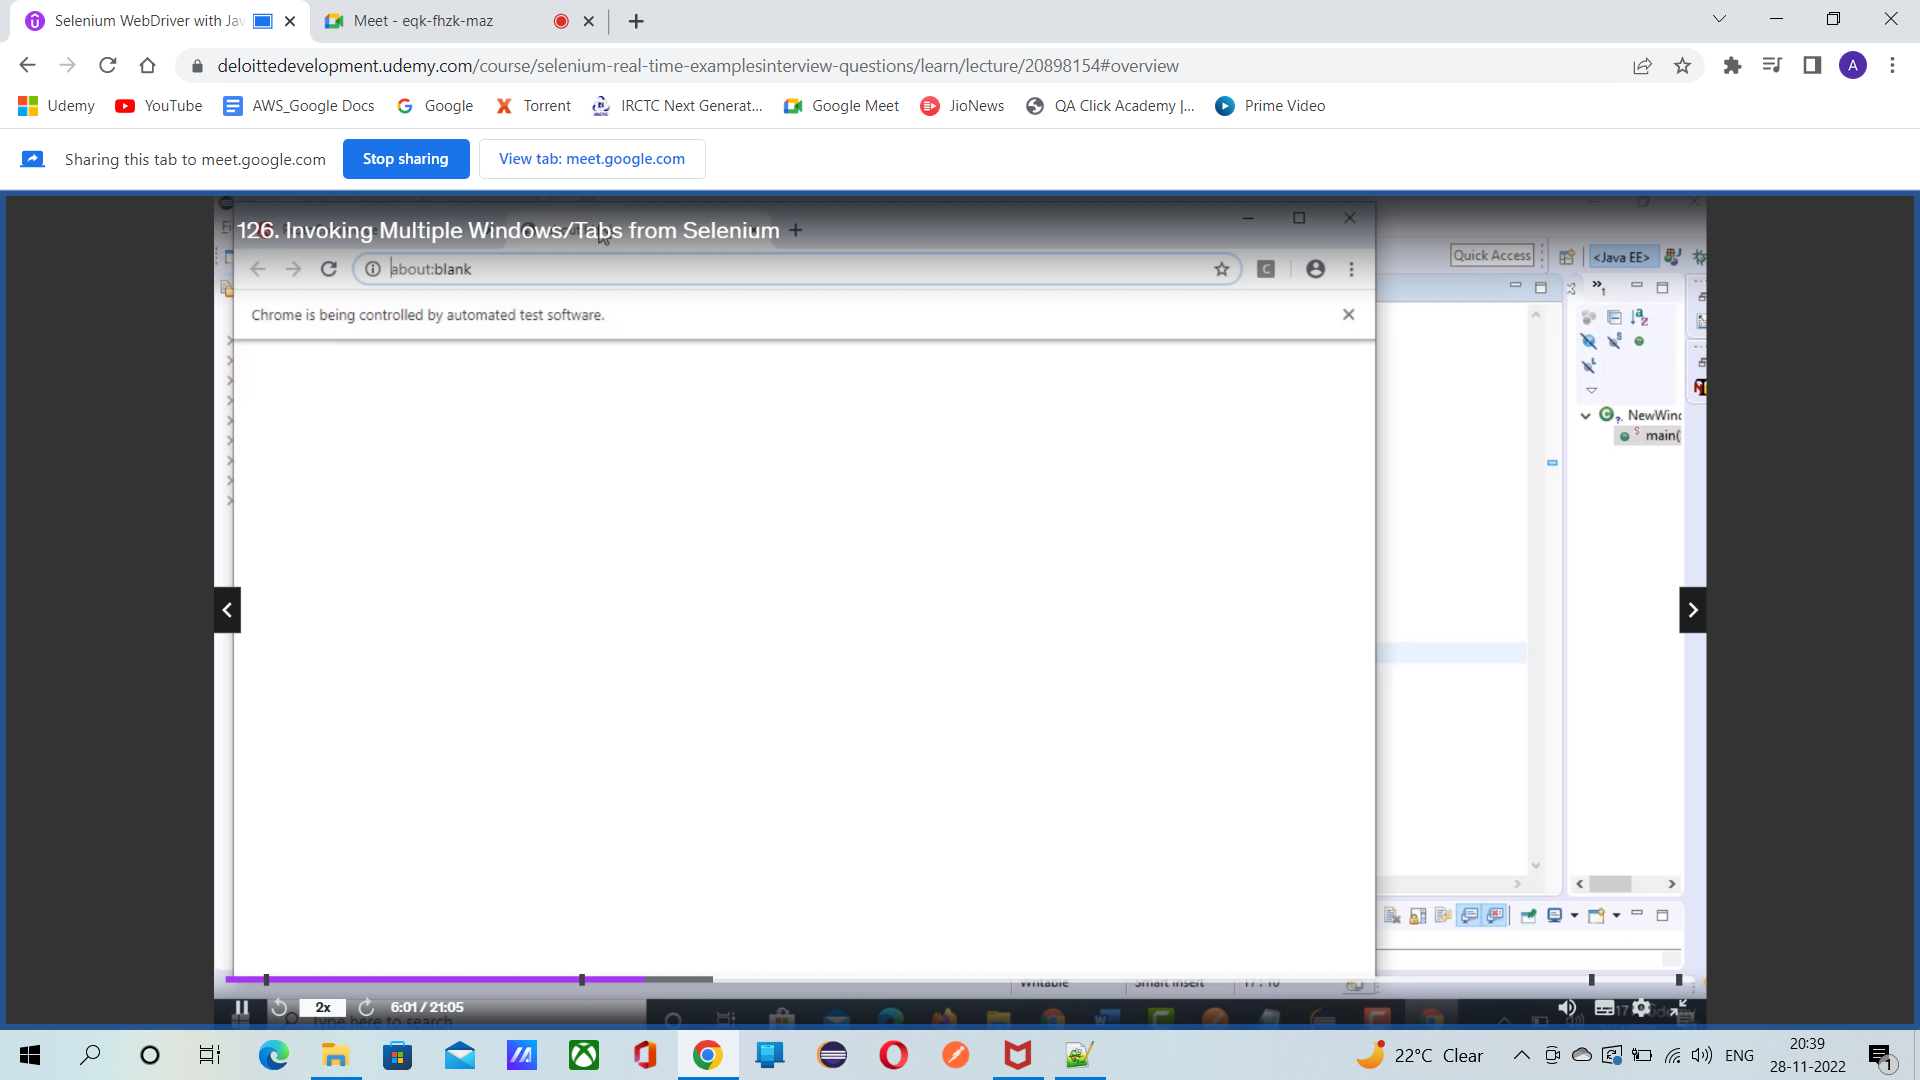 Selenium WebDriver with Jav
Meet - eqk-fhzk-maz
deloittedevelopment.udemy.com/course/selenium-real-time-examplesinterview-questions/learn/lecture/20898154#overview
A
Udemy
YouTube
AWS_Google Docs
Google
Torrent
IRCTC Next Generat...
Google Meet
JioNews
QA Click Academy |...
Prime Video
Sharing this tab to meet.google.com
Stop sharing
View tab: meet.google.com
126. Invoking Multiple Windows/Tabs from Selenium
about:blank
Chrome is being controlled by automated test software.
Quick Access
<Java EE>
NewWind
main(
Writable
Smart Insert
17 : 10
2x
6:01 / 21:05
Type here to search
22°C Clear
ENG
20:39
28-11-2022
1